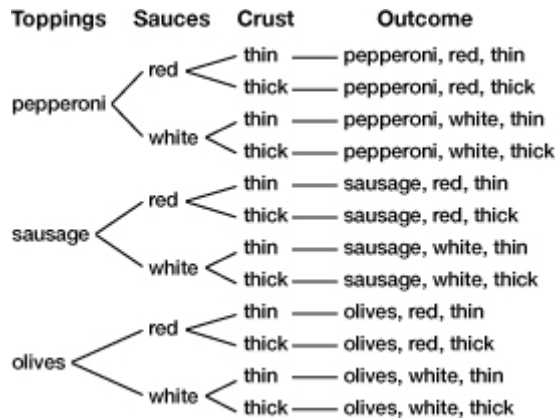 Toppings Sauces Crust Outcome
thin pepperoni, red, thin
red
thick pepperoni, red, thick
pepperoni
thin pepperoni, white, thin
white
thick pepperoni, white, thick
thin sausage, red, thin
red
thick sausage, red, thick
sausage
thin sausage, white, thin
white
thick sausage, white, thick
thin olives, red, thin
red
thick olives, red, thick
olives
thin olives, white, thin
white
thick olives, white, thick